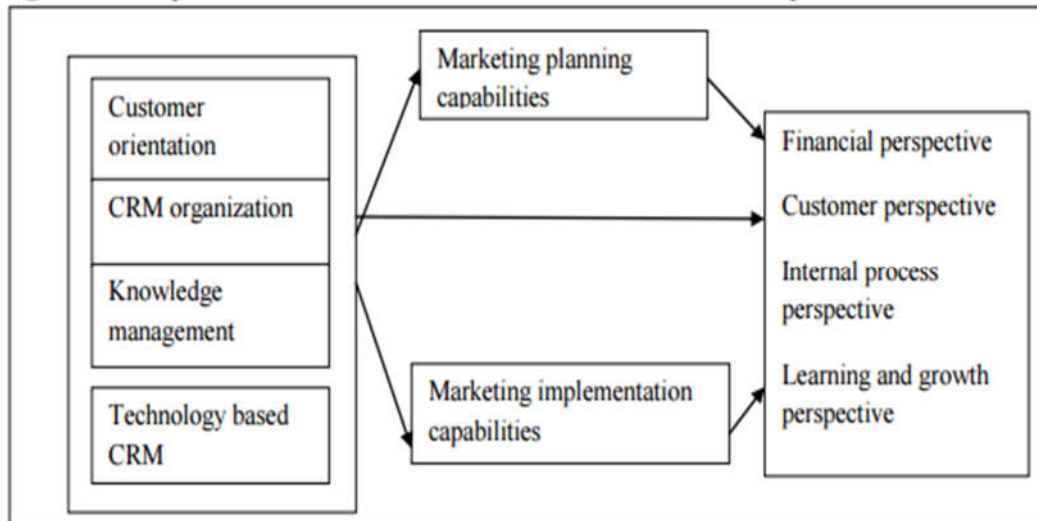 Customer
orientation
CRM organization
Knowledge
management
Technology based
CRM
Marketing planning
capabilities
Marketing implementation
capabilities
Financial perspective
Customer perspective
Internal process
perspective
Learning and growth
perspective